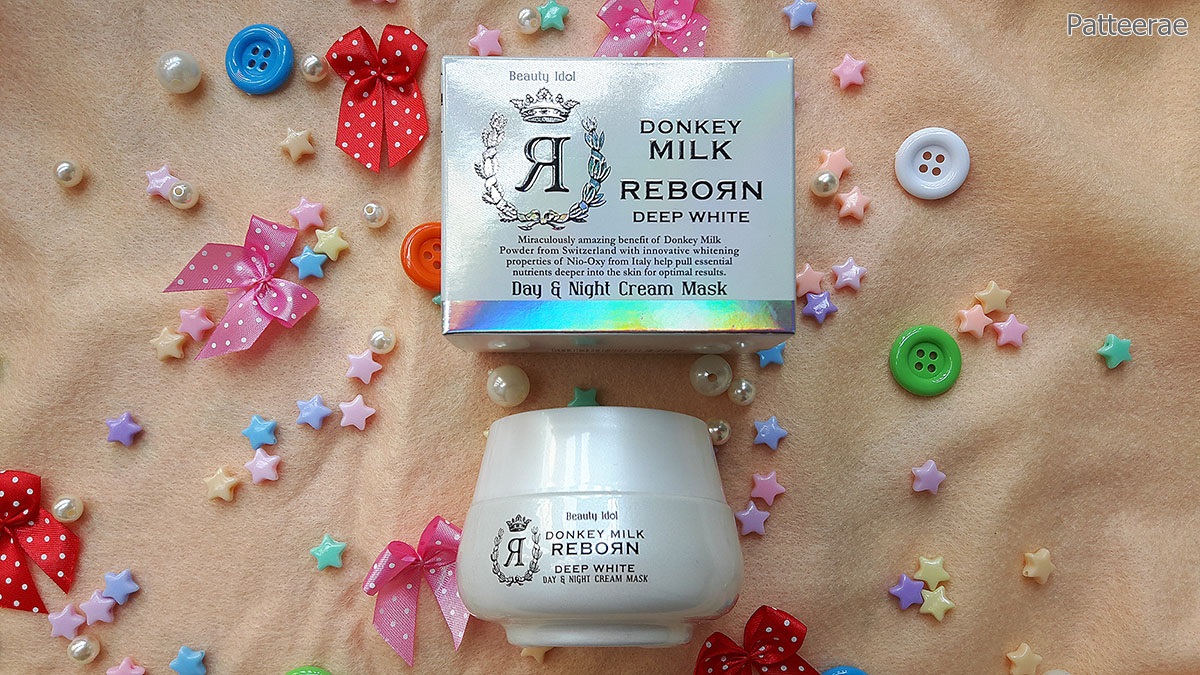 Patteerae
Beauty Idol
Я
DONKEY
MILK
REBOЯN
DEEP WHITE
Miraculously amazing benefit of Donkey Milk
Powder from Switzerland with innovative whitening
properties of Nio-Oxy from Italy help pull essential
nutrients deeper into the skin for optimal results.
Day & Night Cream Mask
Beauty Idol
Я
DONKEY MILK
REBOЯN
DEEP WHITE
DAY & NIGHT CREAM MASK